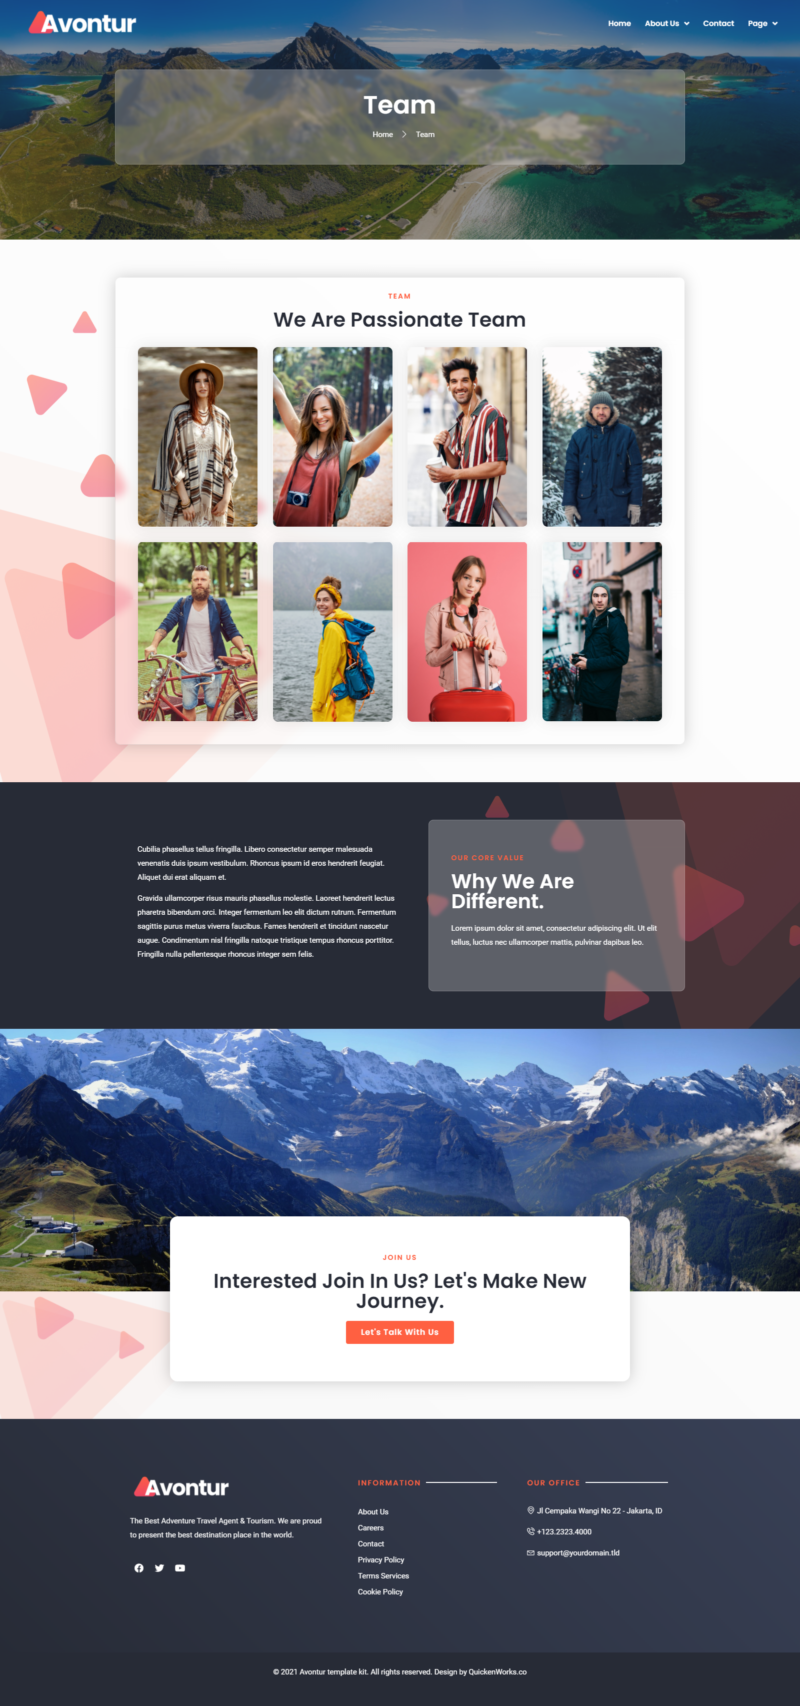 Avontur
Home About Us Contact Page
Team
Home Team
TEAM
We Are Passionate Team
Cubilia phasellus tellus fringilla. Libero consectetur semper malesuada
venenatis duis ipsum vestibulum. Rhoncus ipsum id eros hendrerit feugiat.
Aliquet dui erat aliquam et.
Gravida ullamcorper risus mauris phasellus molestie. Laoreet hendrerit lectus
pharetra bibendum orci. Integer fermentum leo elit dictum rutrum. Fermentum
sagittis purus metus viverra faucibus. Fames hendrerit et tincidunt nascetur
augue. Condimentum nisl fringilla natoque tristique tempus rhoncus porttitor.
Fringilla nulla pellentesque rhoncus integer sem felis.
OUR CORE VALUE
Why We Are
Different.
Lorem ipsum dolor sit amet, consectetur adipiscing elit. Ut elit
tellus, luctus nec ullamcorper mattis, pulvinar dapibus leo.
JOIN US
Interested Join In Us? Let's Make New
Journey.
Let's Talk With Us
Avontur
The Best Adventure Travel Agent & Tourism. We are proud
to present the best destination place in the world.
INFORMATION
About Us
Careers
Contact
Privacy Policy
Terms Services
Cookie Policy
OUR OFFICE
Jl Cempaka Wangi No 22 - Jakarta, ID
+123.2323.4000
support@yourdomain.tld
© 2021 Avontur template kit. All rights reserved. Design by QuickenWorks.co